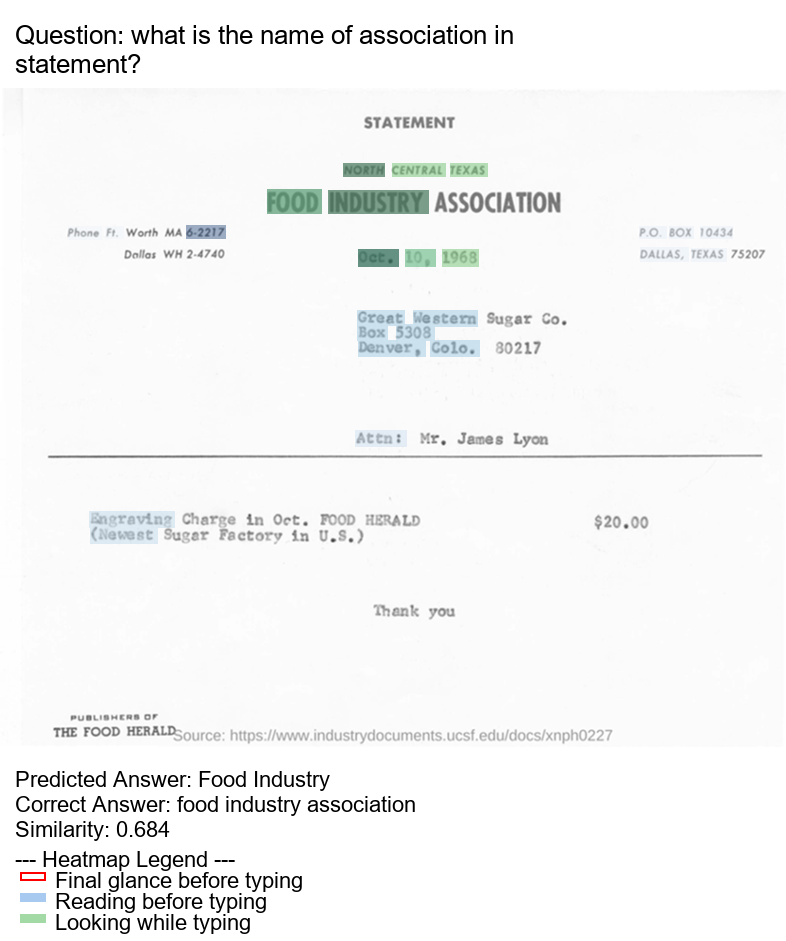 Question: what is the name of association in
statement?
STATEMENT
NORTH CENTRAL TEXAS
FOOD INDUSTRY ASSOCIATION
Phone Ft. Worth MA 6-2217
P.O. BOX 10434
Dallas WH 2-4740
Oct. 10, 1968
DALLAS, TEXAS 75207
Great Western Sugar Co.
Box 5308
Denver, Colo. 80217
Attn: Mr. James Lyon
Engraving Charge in Oct. FOOD HERALD $20.00
(Newest Sugar Factory in U.S.)
Thank you
PUBLISHERS OF
THE FOOD HERALD
Source: https://www.industrydocuments.ucsf.edu/docs/xnph0227
Predicted Answer: Food Industry
Correct Answer: food industry association
Similarity: 0.684
--- Heatmap Legend ---
Final glance before typing
Reading before typing
Looking while typing